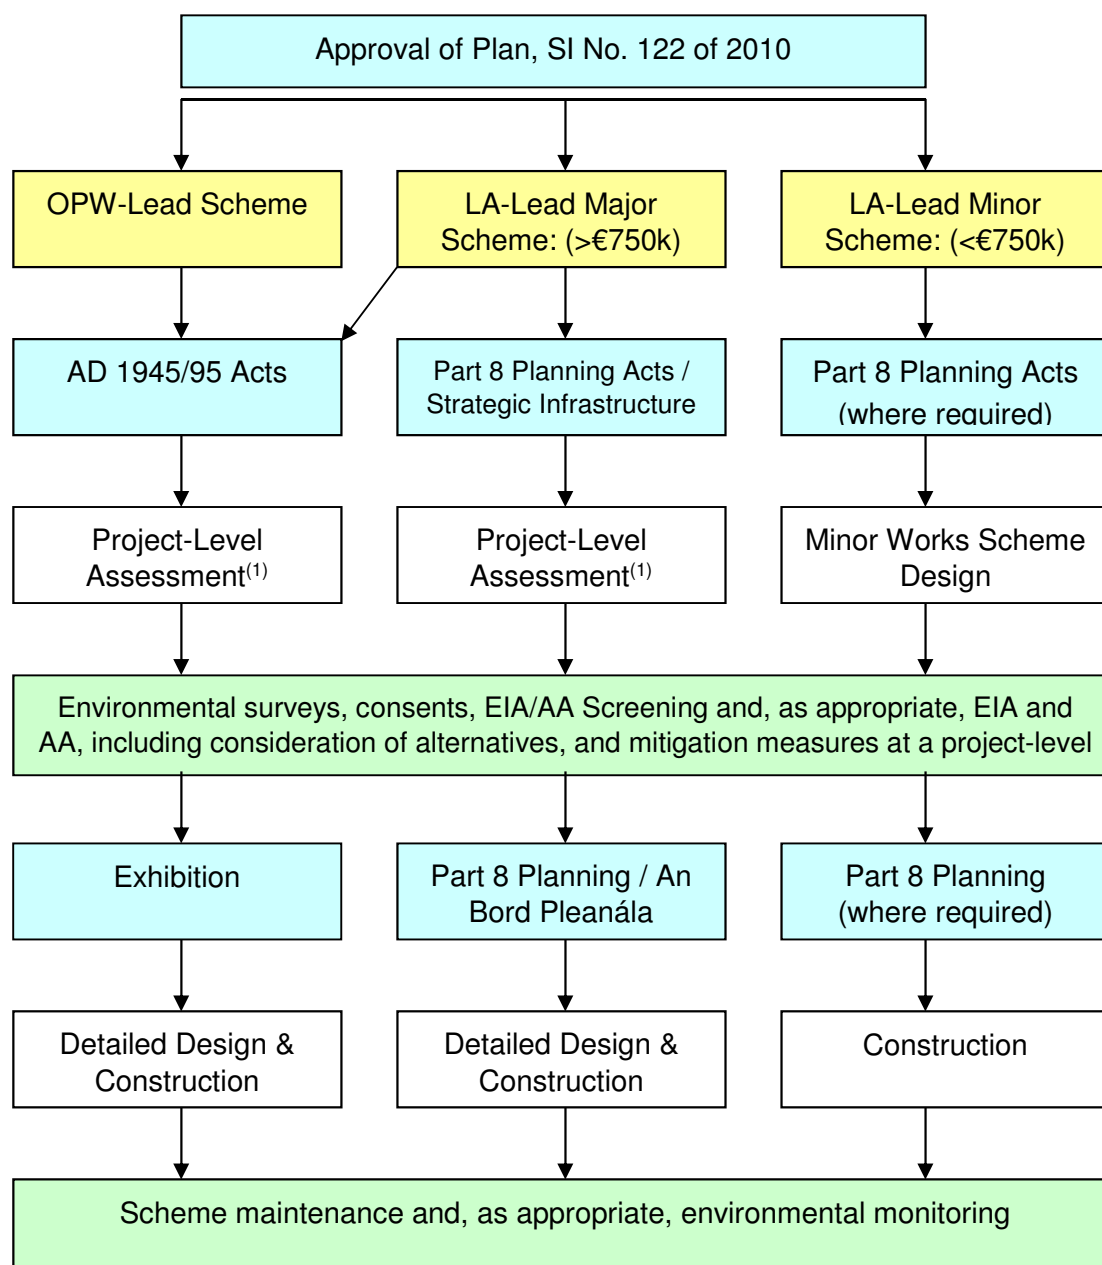 Approval of Plan, SI No. 122 of 2010
OPW-Lead Scheme
LA-Lead Major
Scheme: (>€750k)
LA-Lead Minor
Scheme: (<€750k)
AD 1945/95 Acts
Part 8 Planning Acts /
Strategic Infrastructure
Part 8 Planning Acts
(where required)
Project-Level
Assessment(1)
Project-Level
Assessment(1)
Minor Works Scheme
Design
Environmental surveys, consents, EIA/AA Screening and, as appropriate, EIA and
AA, including consideration of alternatives, and mitigation measures at a project-level
Exhibition
Part 8 Planning / An
Bord Pleanála
Part 8 Planning
(where required)
Detailed Design &
Construction
Detailed Design &
Construction
Construction
Scheme maintenance and, as appropriate, environmental monitoring